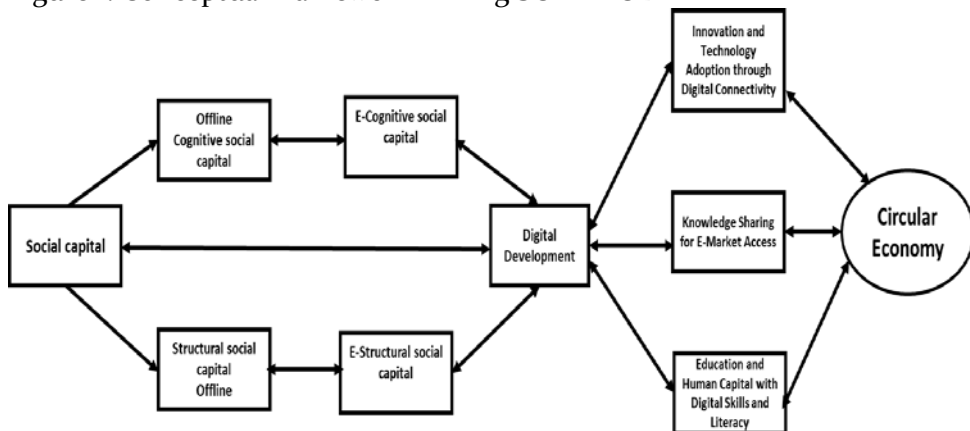 Innovation and
Technology
Adoption through
Digital Connectivity
Offline
Cognitive social
capital
E-Cognitive social
capital
Social capital
Digital
Development
Knowledge Sharing
for E-Market Access
Circular
Economy
Structural social
capital
Offline
E-Structural social
capital
Education and
Human Capital with
Digital Skills and
Literacy